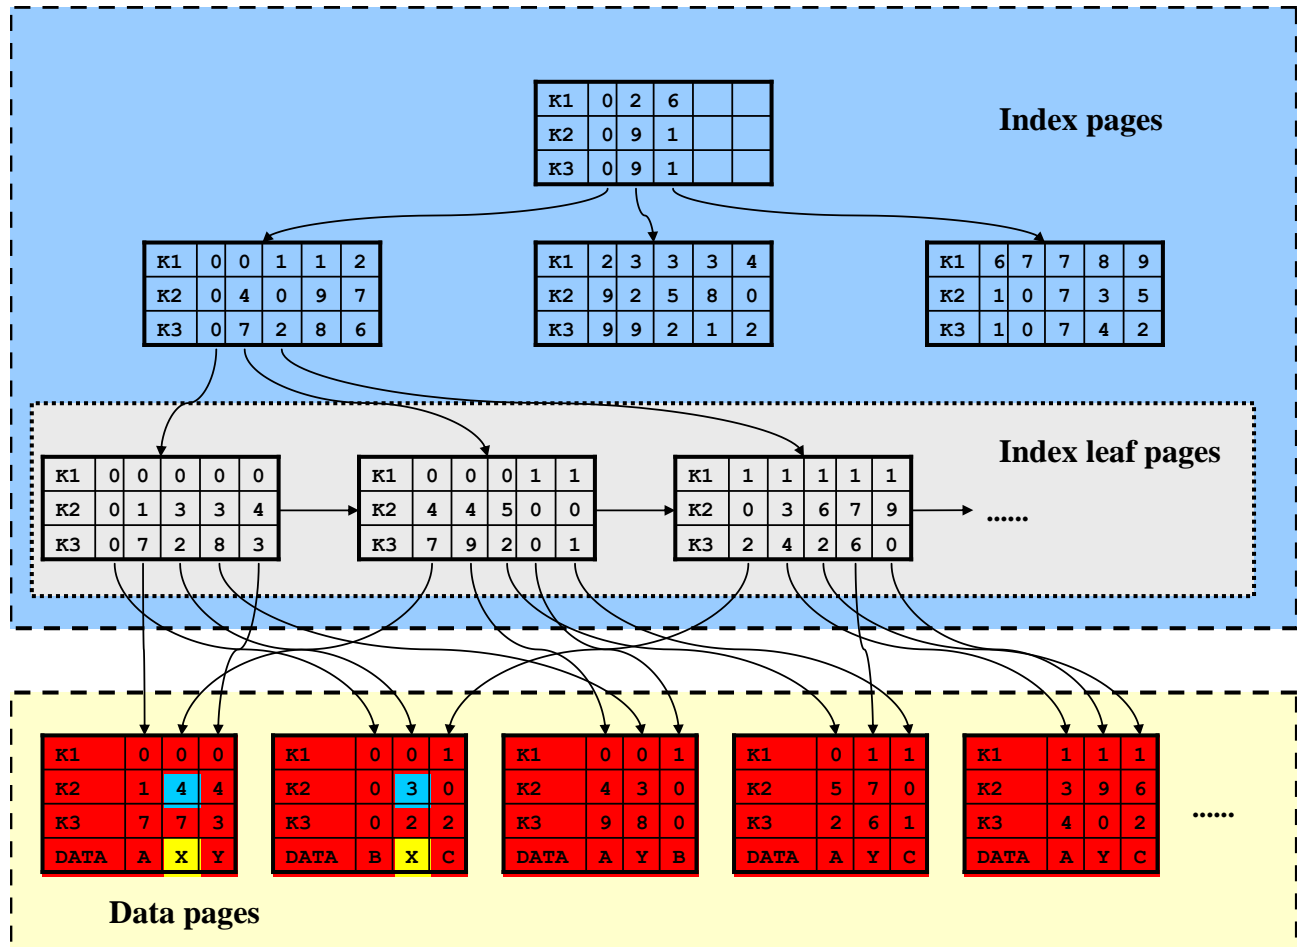 K1 0 2 6
K2 0 9 1
K3 0 9 1
Index pages
K1 0 0 1 1 2
K2 0 4 0 9 7
K3 0 7 2 8 6
K1 2 3 3 3 4
K2 9 2 5 8 0
K3 9 9 2 1 2
K1 6 7 7 8 9
K2 1 0 7 3 5
K3 1 0 7 4 2
Index leaf pages
K1 0 0 0 0 0
K2 0 1 3 3 4
K3 0 7 2 8 3
K1 0 0 0 1 1
K2 4 4 5 0 0
K3 7 9 2 0 1
K1 1 1 1 1 1
K2 0 3 6 7 9
K3 2 4 2 6 0
......
K1 0 0 0
K2 1 4 4
K3 7 7 3
DATA A X Y
K1 0 0 1
K2 0 3 0
K3 0 2 2
DATA B X C
K1 0 0 1
K2 4 3 0
K3 9 8 0
DATA A Y B
K1 0 1 1
K2 5 7 0
K3 2 6 1
DATA A Y C
K1 1 1 1
K2 3 9 6
K3 4 0 2
DATA A Y C
......
Data pages